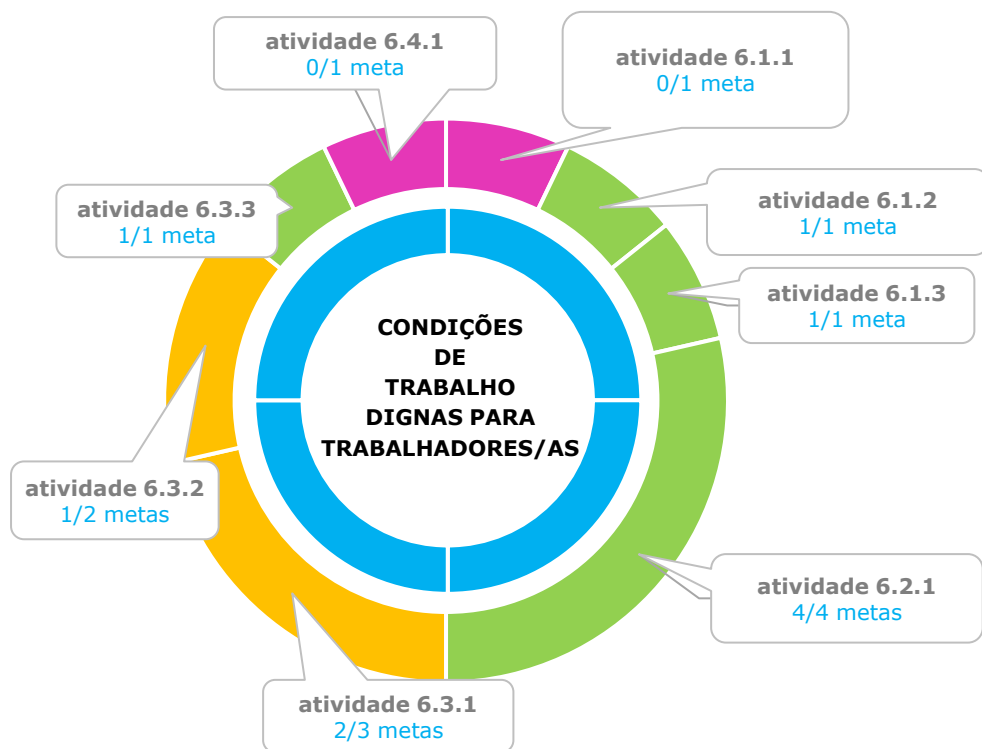 atividade 6.4.1
0/1 meta
atividade 6.1.1
0/1 meta
atividade 6.1.2
1/1 meta
atividade 6.1.3
1/1 meta
atividade 6.2.1
4/4 metas
atividade 6.3.1
2/3 metas
atividade 6.3.2
1/2 metas
atividade 6.3.3
1/1 meta
CONDIÇÕES
DE
TRABALHO
DIGNAS PARA
TRABALHADORES/AS